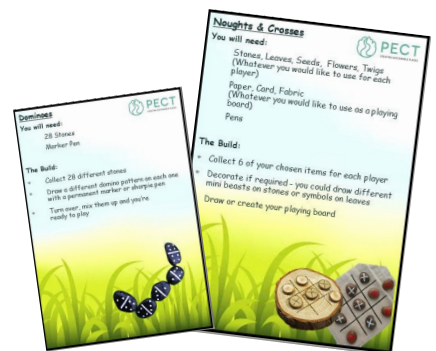 Dominoes
PECT
You will need:
28 Stones
Marker Pen
The Build:
Collect 28 different stones
Draw a different domino pattern on each one
with a permanent marker or sharpie pen
Turn over, mix them up and you're
ready to play
Noughts & Crosses
PECT
You will need:
Stones, Leaves, Seeds, Flowers, Twigs
(Whatever you would like to use for each
player)
Paper, Card, Fabric
(Whatever you would like to use as a playing
board)
Pens
The Build:
Collect 6 of your chosen items for each player
Decorate if required - you could draw different
mini beasts on stones or symbols on leaves
Draw or create your playing board